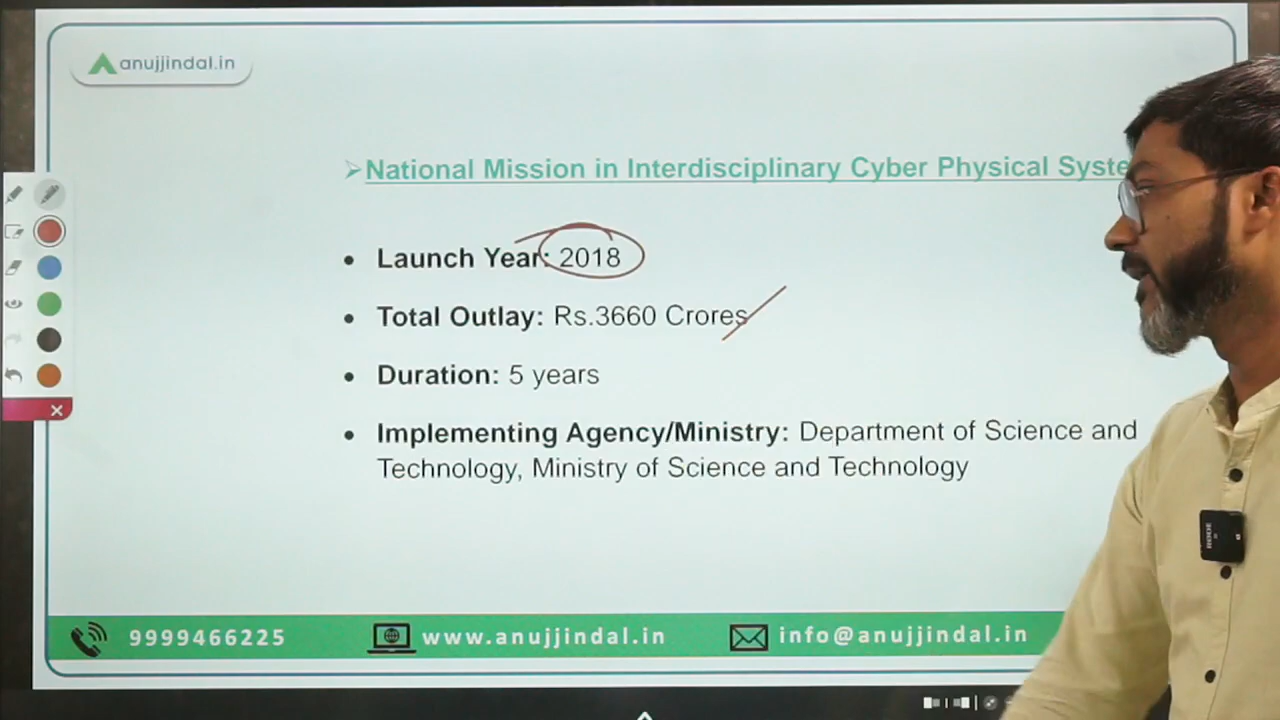 anujjindal.in
National Mission in Interdisciplinary Cyber Physical Syste
Launch Year: 2018
Total Outlay: Rs.3660 Crores
Duration: 5 years
Implementing Agency/Ministry: Department of Science and
Technology, Ministry of Science and Technology
RODE
9999466225 www.anujjindal.in info@anujjindal.in